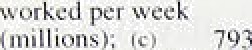 worked per week
(millions); (c) 793